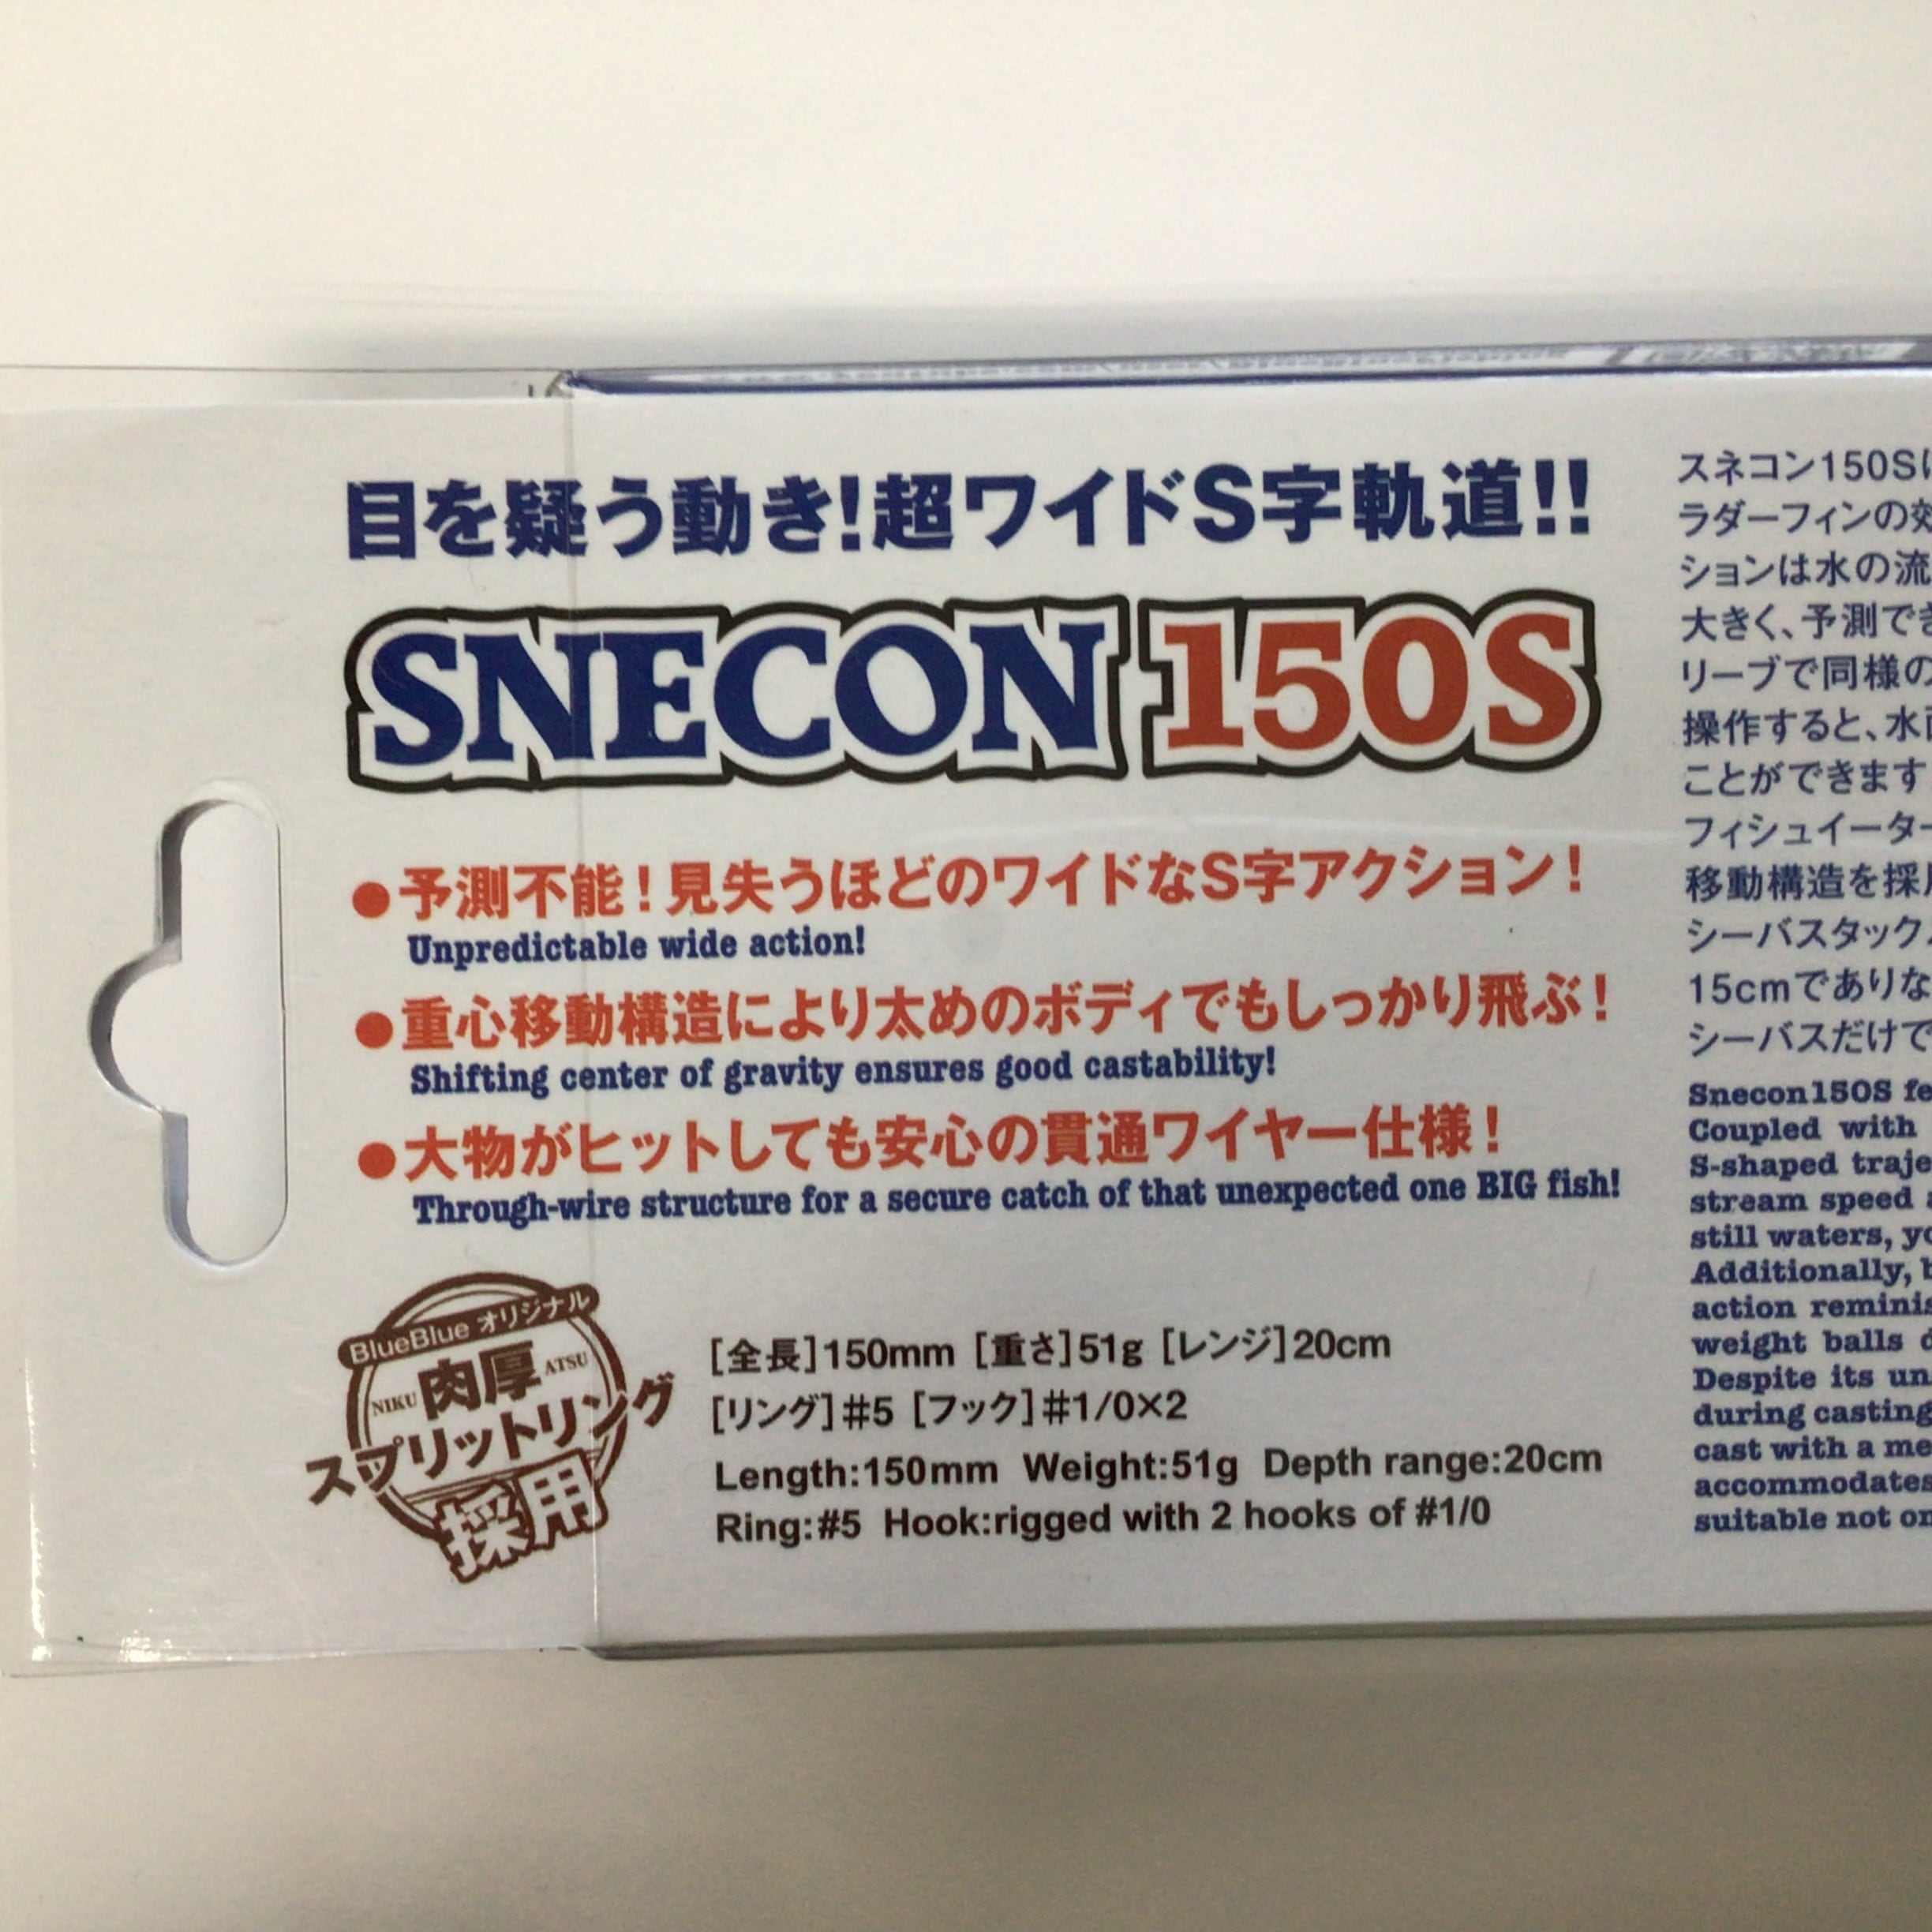 目を疑う動き!超ワイドS字軌道!!
SNECON 150S
●予測不能!見失うほどのワイドなS字アクション!
Unpredictable wide action!
●重心移動構造により太めのボディでもしっかり飛ぶ!
Shifting center of gravity ensures good castability!
●大物がヒットしても安心の貫通ワイヤー仕様!
Through-wire structure for a secure catch of that unexpected one BIG fish!
BlueBlue オリジナル
NIKU 肉厚 ATSU
スプリットリング
採用
[全長]150mm [重さ]51g [レンジ]20cm
[リング]#5 [フック]#1/0×2
Length:150mm Weight:51g Depth range:20cm
Ring:#5 Hook:rigged with 2 hooks of #1/0
スネコン150S
ラダーフィンの効
ションは水の流
大きく、予測でき
リーブで同様の
操作すると、水面
ことができます
フィシュイーター
移動構造を採用
シーバスタック
15cmでありな
シーバスだけで
Snecon150S fe
Coupled with
S-shaped traje
stream speed
still waters, yo
Additionally,
action reminis
weight balls
Despite its un
during casting
cast with a me
accommodates
suitable not on